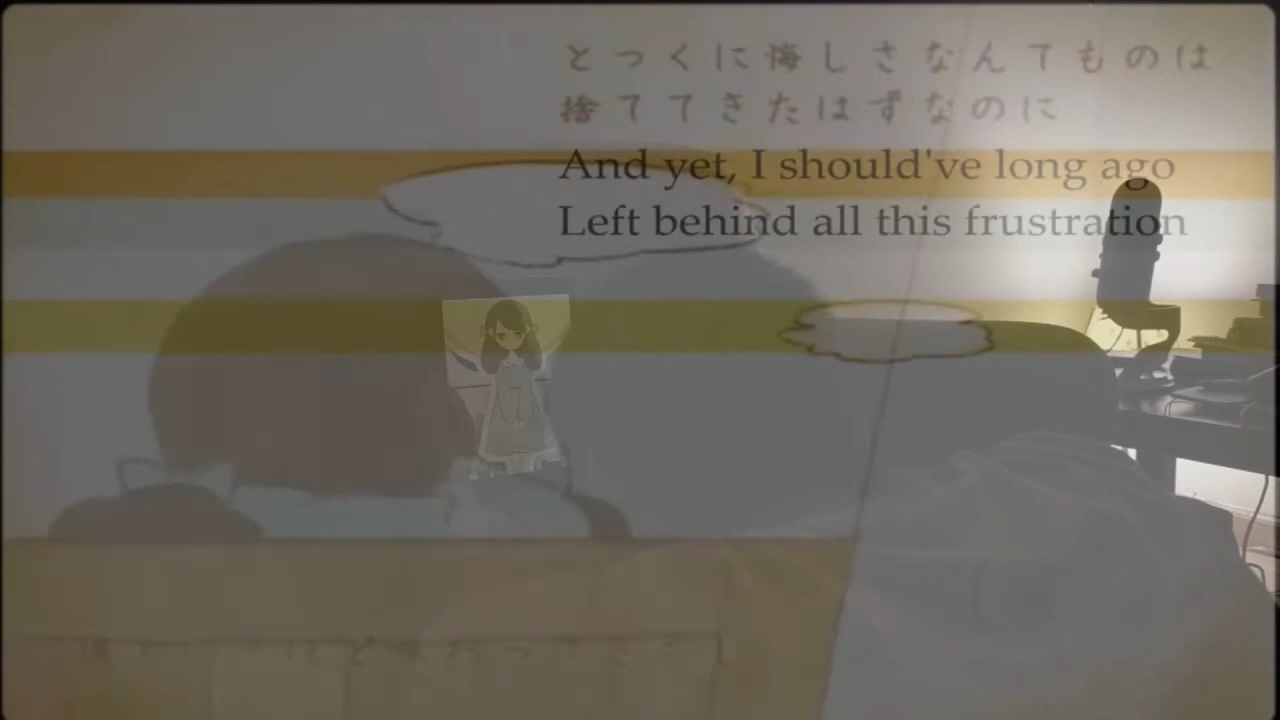 とっくに悔しさなんてものは
捨ててきたはずなのに
And yet, I should've long ago
Left behind all this frustration